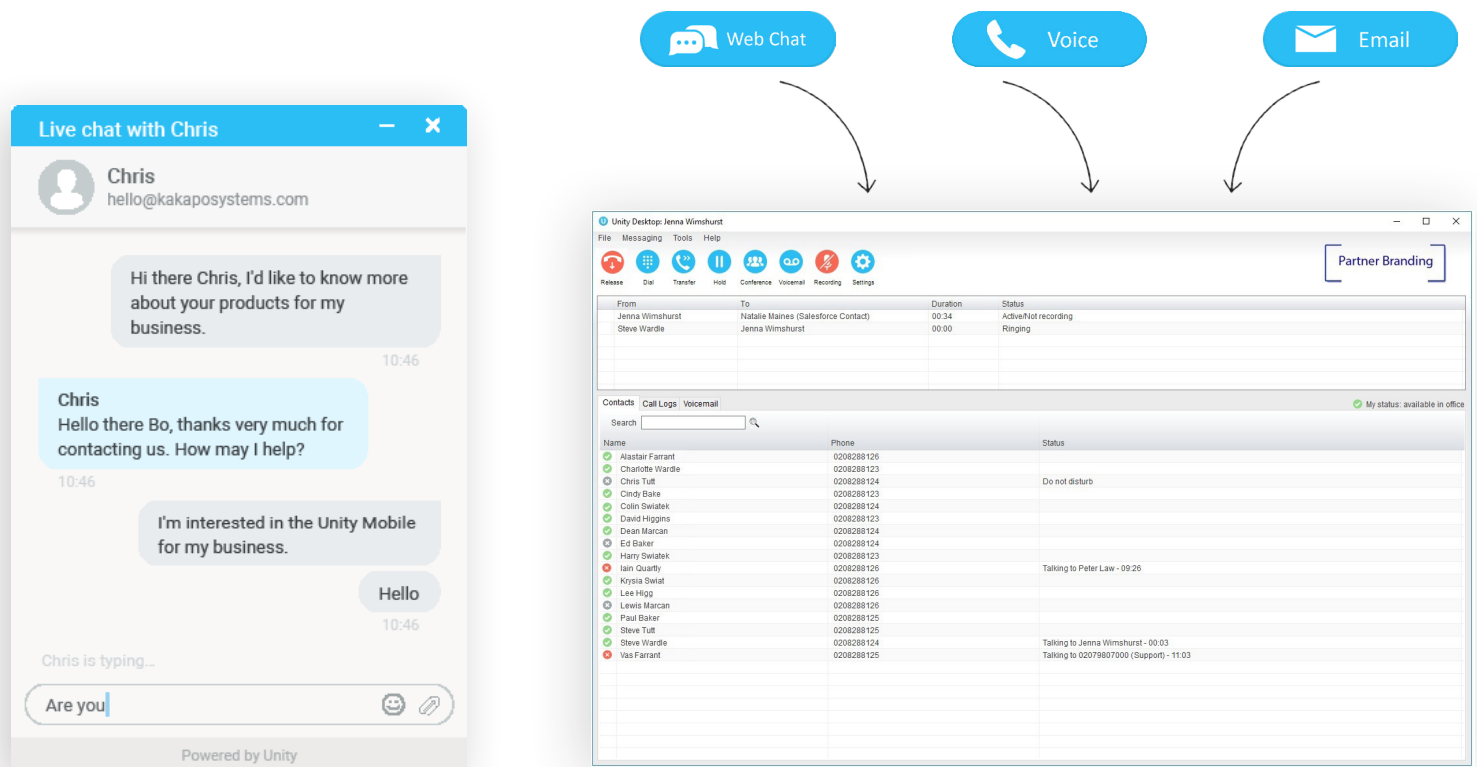 Web Chat
Voice
Email
Live chat with Chris
Chris
hello@kakaposystems.com
Hi there Chris, I'd like to know more
about your products for my
business.
10:46
Chris
Hello there Bo, thanks very much for
contacting us. How may I help?
10:46
I'm interested in the Unity Mobile
for my business.
Hello
10:46
Chris is typing...
Are you
Powered by Unity
Unity Desktop: Jenna Wimshurst
File Messaging Tools Help
Release Dial Transfer Hold Conference Voicemail Recording Settings
Partner Branding
From To Duration Status
Jenna Wimshurst Natalie Maines (Salesforce Contact) 00:34 Active/Not recording
Steve Wardle Jenna Wimshurst 00:00 Ringing
Contacts Call Logs Voicemail My status: available in office
Search
Name Phone Status
Alastair Farrant 0208288126
Charlotte Wardle 0208288123
Chris Tutt 0208288124 Do not disturb
Cindy Bake 0208288123
Colin Swiatek 0208288124
David Higgins 0208288123
Dean Marcan 0208288124
Ed Baker 0208288124
Harry Swiatek 0208288123
Iain Quartly 0208288126 Talking to Peter Law - 09:26
Krysia Swiat 0208288126
Lee Higg 0208288126
Lewis Marcan 0208288126
Paul Baker 0208288125
Steve Tutt 0208288125
Steve Wardle 0208288124 Talking to Jenna Wimshurst - 00:03
Vas Farrant 0208288125 Talking to 02079807000 (Support) - 11:03